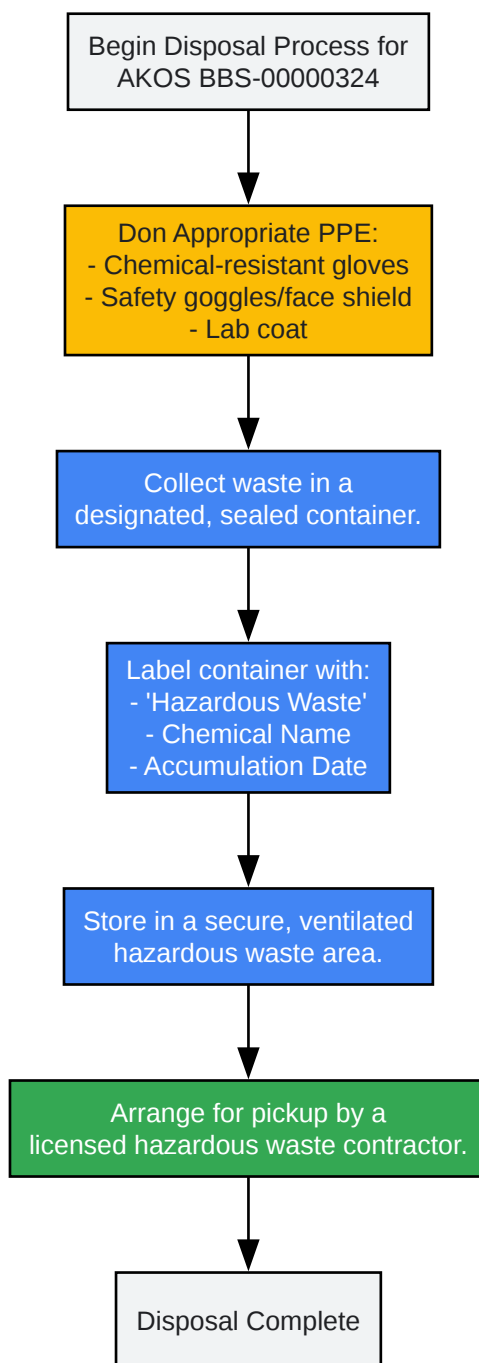 Begin Disposal Process for
AKOS BBS-00000324
Don Appropriate PPE:
- Chemical-resistant gloves
- Safety goggles/face shield
- Lab coat
Collect waste in a
designated, sealed container.
Label container with:
- 'Hazardous Waste'
- Chemical Name
- Accumulation Date
Store in a secure, ventilated
hazardous waste area.
Arrange for pickup by a
licensed hazardous waste contractor.
Disposal Complete